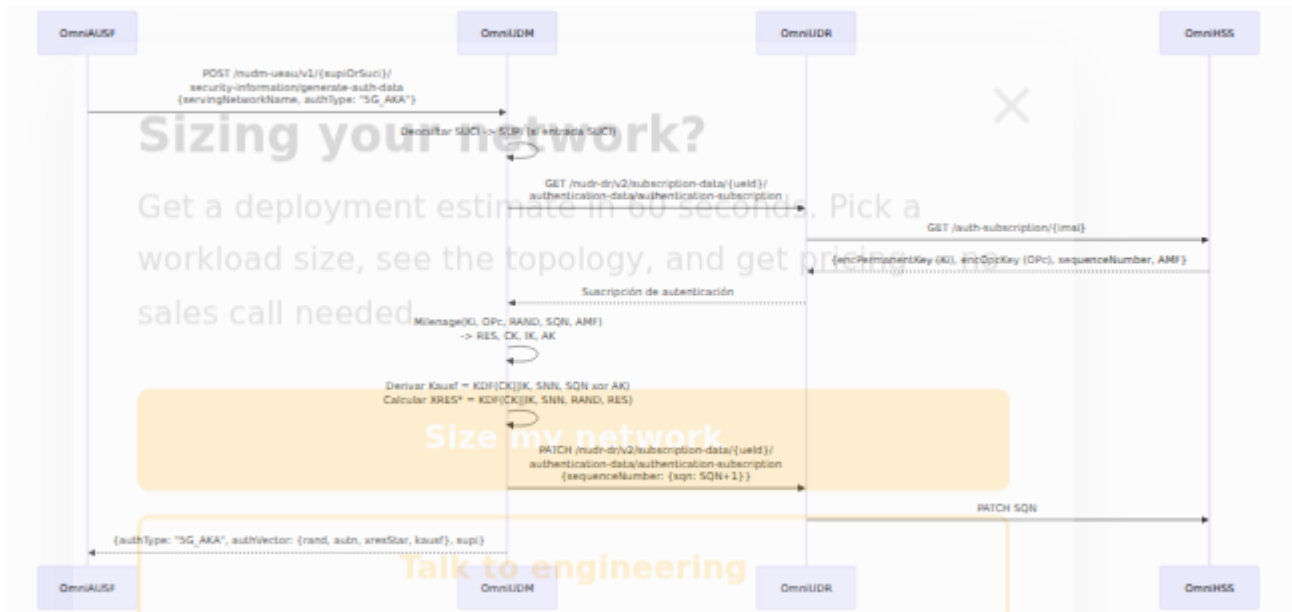 OmniAUSF
OmniUDM
OmniUDR
OmniHSS
POST /nudm-ueau/v1/{supiOrSuci}/
security-information/generate-auth-data
{servingNetworkName, authType: "5G_AKA"}
Sizing your network?
Desocultar SUCI -> SUPI (si entrada SUCI)
GET /nudr-dr/v2/subscription-data/{ueId}/
authentication-data/authentication-subscription
Get a deployment estimate in 60 seconds. Pick a
GET /auth-subscription/{imsi}
workload size, see the topology, and get pricing — no
{encPermanentKey (Ki), encOpcKey (OPc), sequenceNumber, AMF}
Suscripción de autenticación
sales call needed.
Milenage(Ki, OPc, RAND, SQN, AMF)
-> RES, CK, IK, AK
Derivar Kausf = KDF(CK||IK, SNN, SQN xor AK)
Calcular XRES* = KDF(CK||IK, SNN, RAND, RES)
Size my network
PATCH /nudr-dr/v2/subscription-data/{ueId}/
authentication-data/authentication-subscription
{sequenceNumber: {sqn: SQN+1}}
PATCH SQN
{authType: "5G_AKA", authVector: {rand, autn, xresStar, kausf}, supi}
Talk to engineering
OmniAUSF
OmniUDM
OmniUDR
OmniHSS